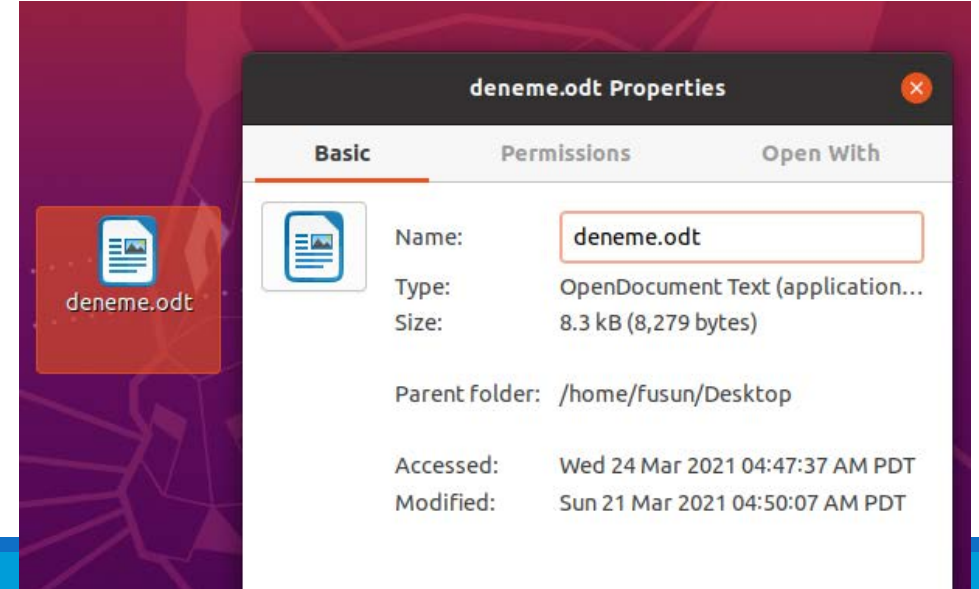 deneme.odt Properties
Basic Permissions Open With
deneme.odt
Name: deneme.odt
Type: OpenDocument Text (application...
Size: 8.3 kB (8,279 bytes)
Parent folder: /home/fusun/Desktop
Accessed: Wed 24 Mar 2021 04:47:37 AM PDT
Modified: Sun 21 Mar 2021 04:50:07 AM PDT